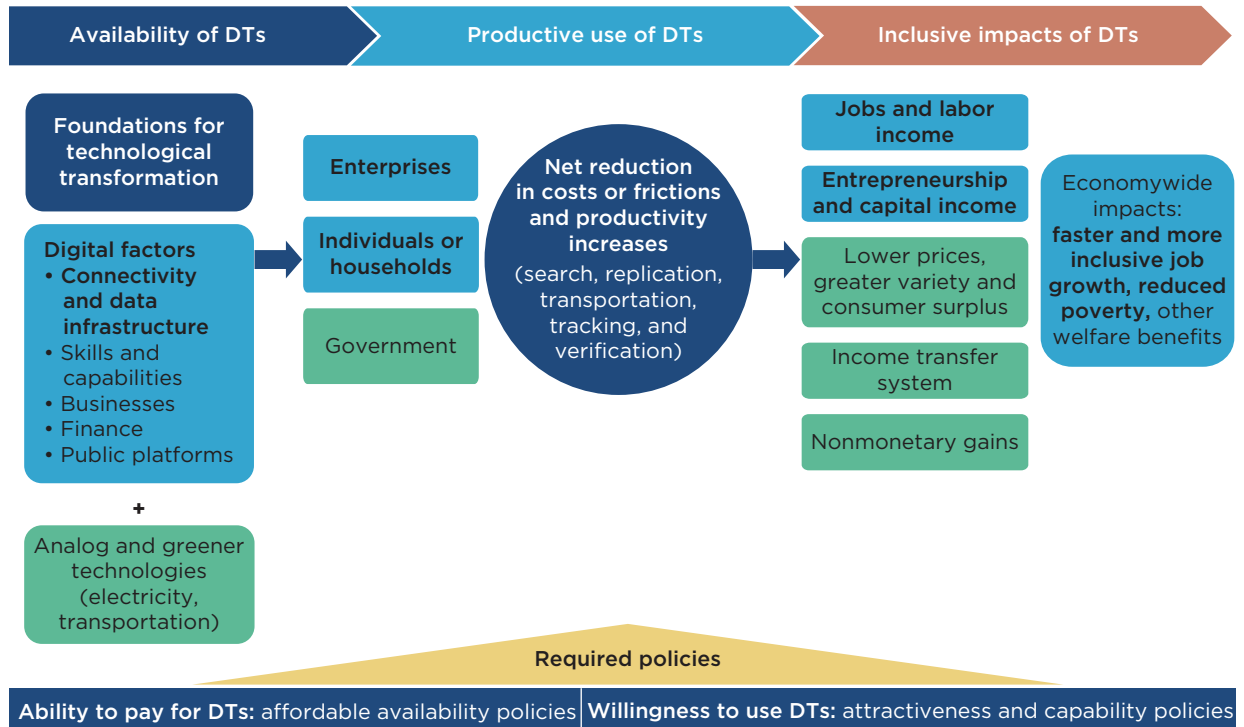 Availability of DTs
Productive use of DTs
Inclusive impacts of DTs
Foundations for
technological
transformation
Digital factors
• Connectivity
and data
infrastructure
• Skills and
capabilities
• Businesses
• Finance
• Public platforms
+
Analog and greener
technologies
(electricity,
transportation)
Enterprises
Individuals or
households
Government
Net reduction
in costs or frictions
and productivity
increases
(search, replication,
transportation,
tracking, and
verification)
Jobs and labor
income
Entrepreneurship
and capital income
Lower prices,
greater variety and
consumer surplus
Income transfer
system
Nonmonetary gains
Economywide
impacts:
faster and more
inclusive job
growth, reduced
poverty, other
welfare benefits
Required policies
Ability to pay for DTs: affordable availability policies
Willingness to use DTs: attractiveness and capability policies